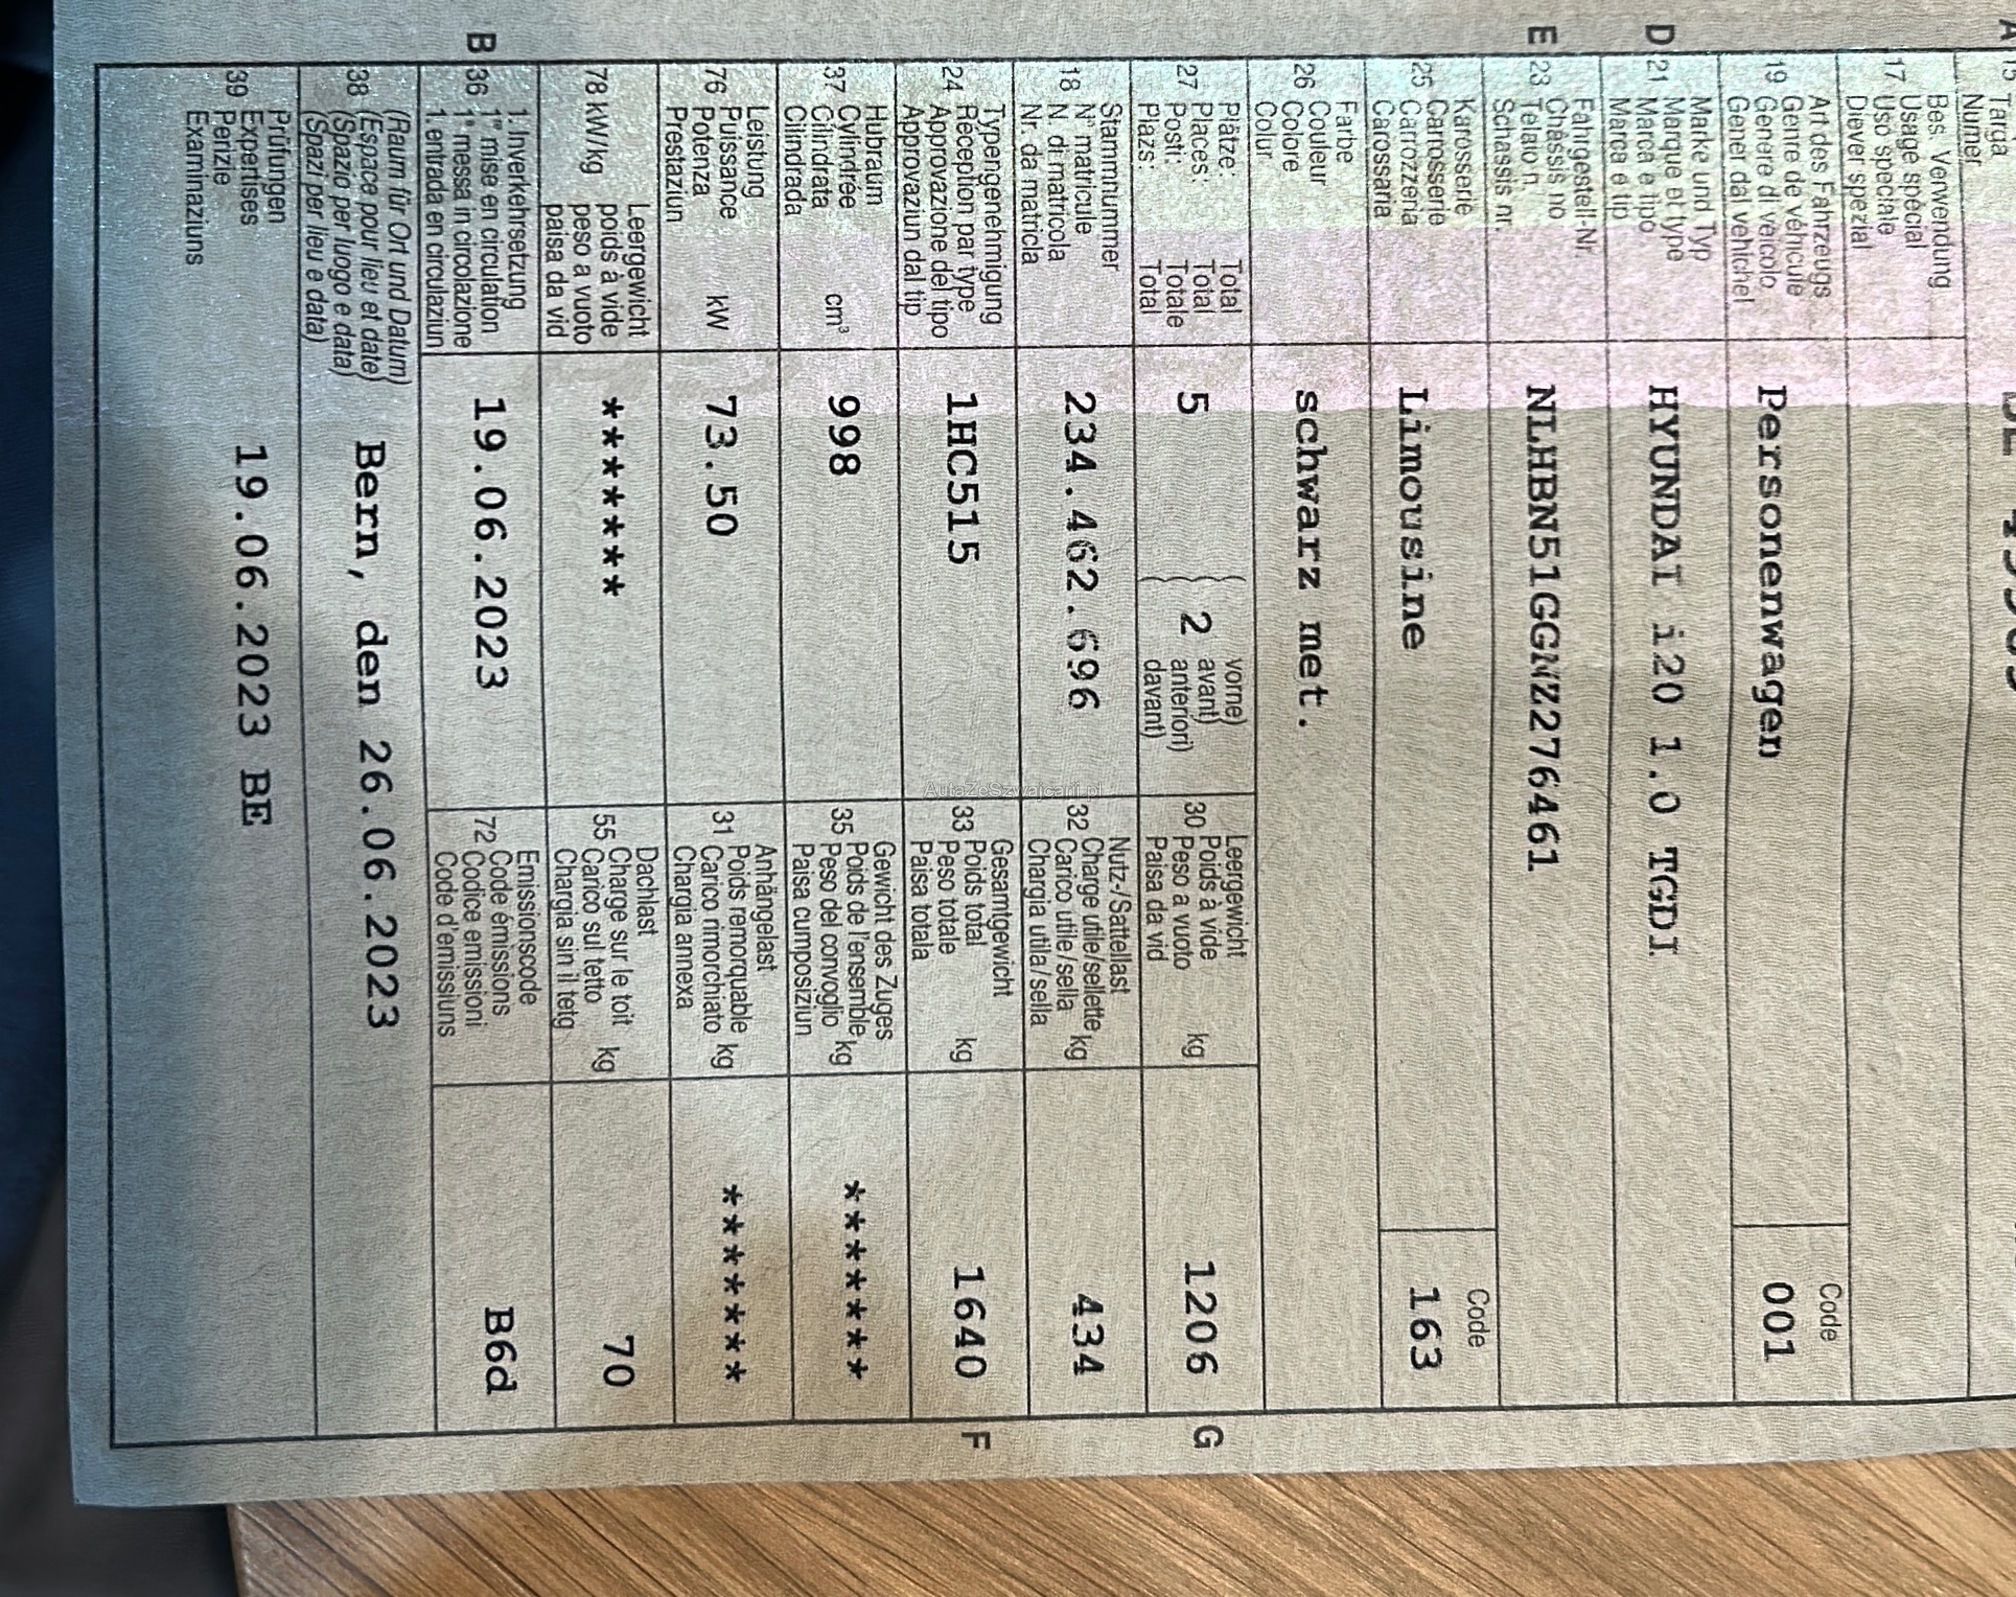 A 15 Targa
Numer
Bes. Verwendung
Usage spécial
17 Uso speciale
Diever spezial
Art des Fahrzeugs
Genre de véhicule
19 Genere di veicolo
Gener dal vehichel
Personenwagen
Code
001
Marke und Typ
D 21 Marque et type
Marca e tipo
Marca e tip
HYUNDAI i20 1.0 TGDI
Fahrgestell-Nr.
Châssis no
E 23 Telaio n.
Schassis nr.
NLHBN51GGNZ276461
Karosserie
25 Carrosserie
Carrozzeria
Carossaria
Limousine
Code
163
Farbe
26 Couleur
Colore
Colur
schwarz met.
Plätze: Total
27 Places: Total
Posti: Totale
Plazs: Total
5
2
vorne)
avant)
anteriori)
davant)
Leergewicht
30 Poids à vide
Peso a vuoto kg
Paisa da vid
1206 G
Stammnummer
18 N° matricule
N. di matricola
Nr. da matricla
234.462.696
Nutz-/Sattellast
32 Charge utile/sellette
Carico utile/sella kg
Chargia utila/sella
434
Typengenehmigung
24 Réception par type
Approvazione del tipo
Approvaziun dal tip
1HC515
Gesamtgewicht
33 Poids total
Peso totale kg
Paisa totala
1640 F
Hubraum
37 Cylindrée
Cilindrata cm³
Cilindrada
998
Gewicht des Zuges
35 Poids de l'ensemble
Peso del convoglio kg
Paisa cumposiziun
*******
Leistung
76 Puissance
Potenza kW
Prestaziun
73.50
Anhängelast
31 Poids remorquable
Carico rimorchiato kg
Chargia annexa
*******
Leergewicht
78 kW/kg poids à vide
peso a vuoto
paisa da vid
*******
Dachlast
55 Charge sur le toit
Carico sul tetto kg
Chargia sin il tetg
70
1. Inverkehrsetzung
B 36 1re mise en circulation
1a messa in circolazione
1. entrada en circulaziun
19.06.2023
Emissionscode
72 Code émissions
Codice emissioni
Code d'emissiuns
B6d
(Raum für Ort und Datum)
38 (Espace pour lieu et date)
(Spazio per luogo e data)
(Spazi per lieu e data)
Bern, den 26.06.2023
Prüfungen
39 Expertises
Perizie
Examinaziuns
19.06.2023 BE
AutaZeSzwajcarii.pl